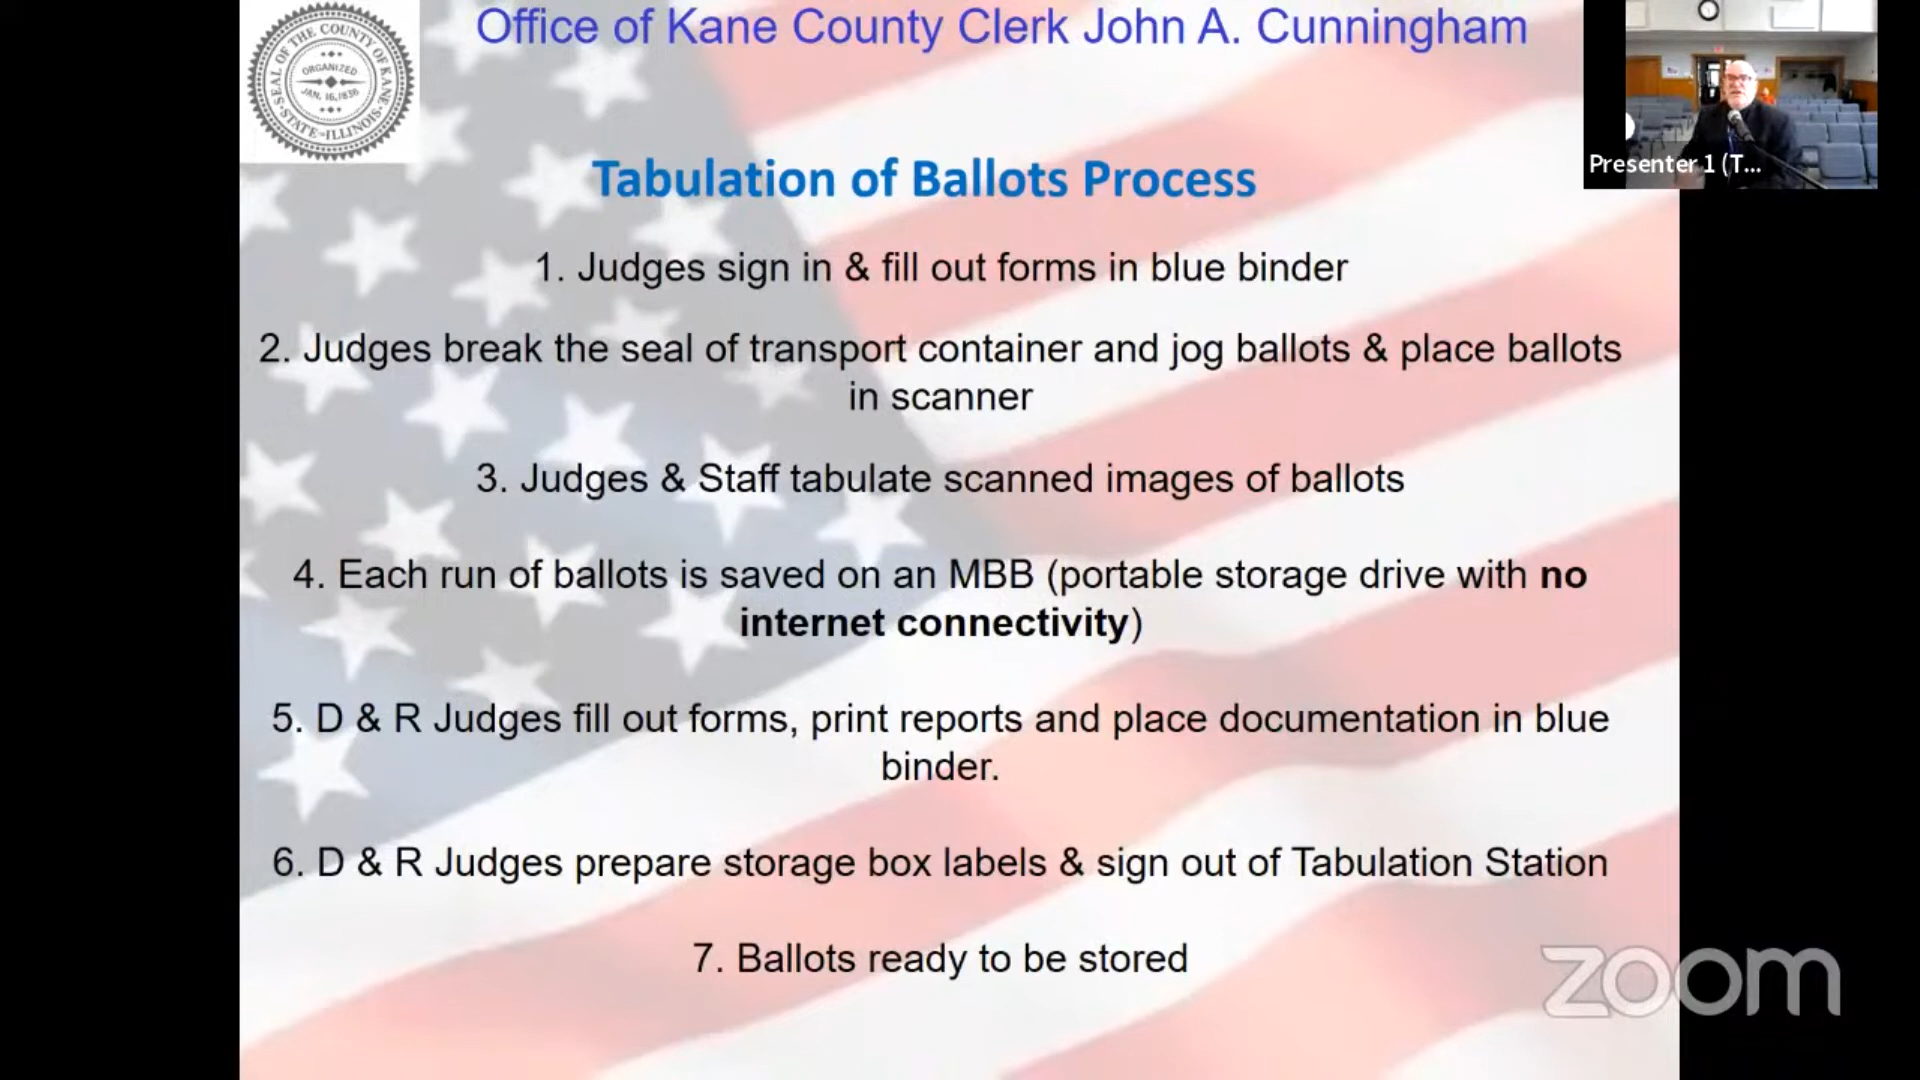 Office of Kane County Clerk John A. Cunningham
SEAL OF THE COUNTY OF KANE
ORGANIZED
JAN. 16, 1836
STATE ILLINOIS
Presenter 1 (T...
Tabulation of Ballots Process
1. Judges sign in & fill out forms in blue binder
2. Judges break the seal of transport container and jog ballots & place ballots
in scanner
3. Judges & Staff tabulate scanned images of ballots
4. Each run of ballots is saved on an MBB (portable storage drive with no
internet connectivity)
5. D & R Judges fill out forms, print reports and place documentation in blue
binder.
6. D & R Judges prepare storage box labels & sign out of Tabulation Station
7. Ballots ready to be stored
zoom